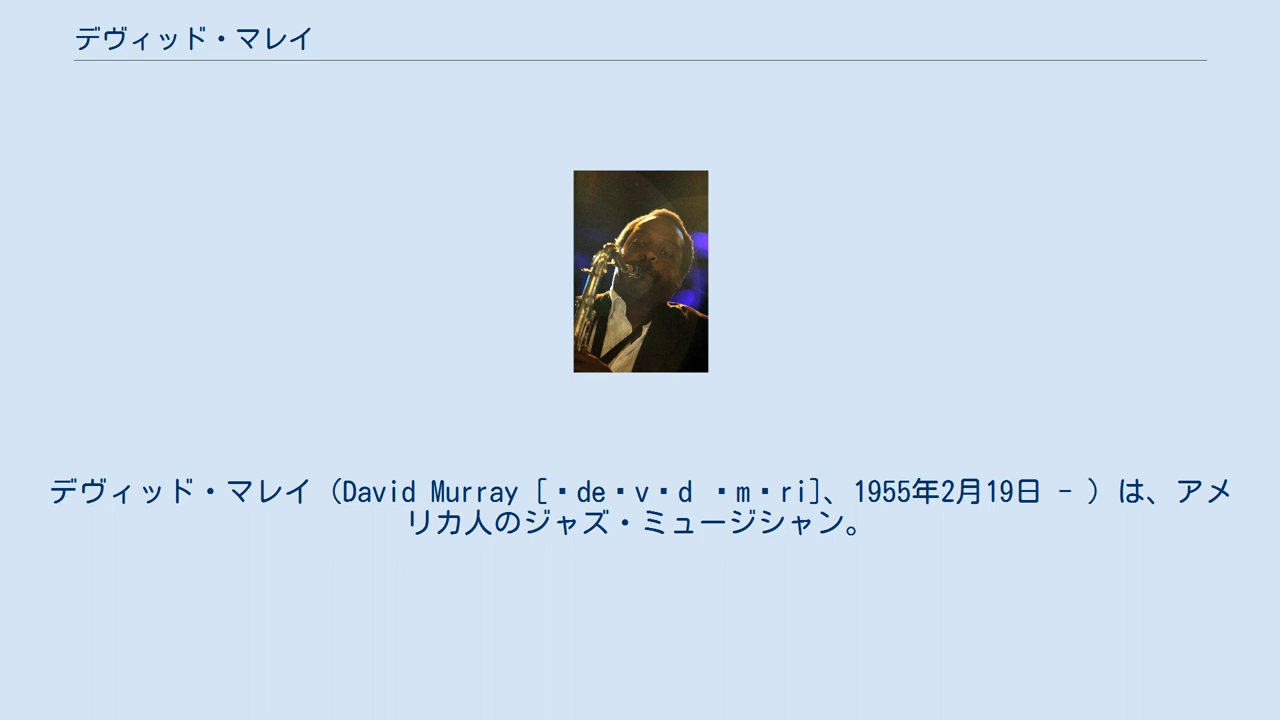 デヴィッド・マレイ
デヴィッド・マレイ（David Murray [・de・v・d ・m・ri]、1955年2月19日 - ）は、アメ
リカ人のジャズ・ミュージシャン。